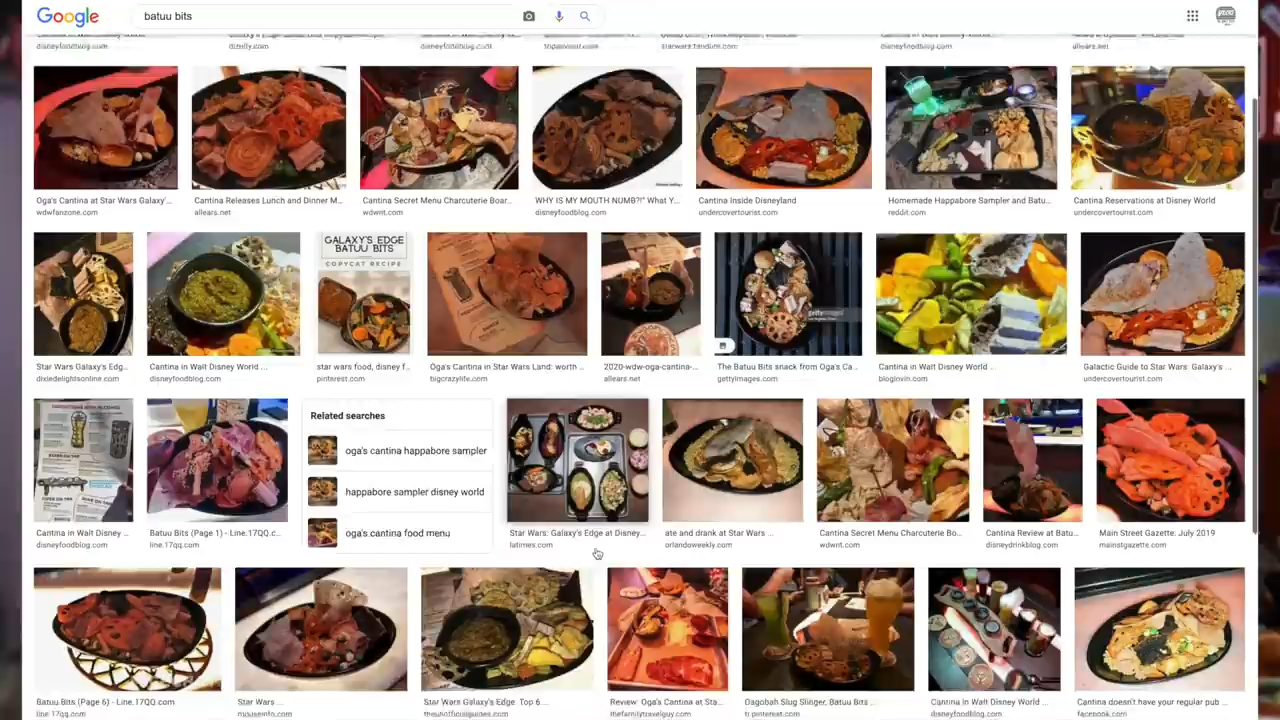 Google
batuu bits
disneyfoodblog.com
disneyfoodblog.com
allears.net
Oga's Cantina at Star Wars Galaxy'...
Cantina Releases Lunch and Dinner M...
Cantina Secret Menu Charcuterie Boar...
WHY IS MY MOUTH NUMB?!" What Y...
Cantina Inside Disneyland
Homemade Happabore Sampler and Batu...
Cantina Reservations at Disney World
wdwfanzone.com
allears.net
wdwnt.com
disneyfoodblog.com
undercovertourist.com
reddit.com
undercovertourist.com
GALAXY'S EDGE
BATUU BITS
COPYCAT RECIPE
gettyimages
Star Wars Galaxy's Edg...
Cantina in Walt Disney World ...
star wars food, disney f...
Oga's Cantina in Star Wars Land: worth ...
2020-wdw-oga-cantina-...
The Batuu Bits snack from Oga's Ca...
Cantina in Walt Disney World ...
Galactic Guide to Star Wars: Galaxy's ...
dixiedelightsonline.com
disneyfoodblog.com
pinterest.com
bigcrazylife.com
allears.net
gettyimages.com
bloglovin.com
undercovertourist.com
Related searches
oga's cantina happabore sampler
happabore sampler disney world
oga's cantina food menu
Cantina in Walt Disney ...
Batuu Bits (Page 1) - Line.17QQ.c...
Star Wars: Galaxy's Edge at Disney...
ate and drank at Star Wars ...
Cantina Secret Menu Charcuterie Bo...
Cantina Review at Batu...
Main Street Gazette: July 2019
disneyfoodblog.com
line.17qq.com
latimes.com
orlandoweekly.com
wdwnt.com
disneydrinkblog.com
mainstgazette.com
Batuu Bits (Page 6) - Line.17QQ.com
Star Wars ...
Star Wars Galaxy's Edge: Top 6 ...
Review: Oga's Cantina at Sta...
Dagobah Slug Slinger, Batuu Bits ...
Cantina in Walt Disney World ...
Cantina doesn't have your regular pub ...
line.17qq.com
theunofficialguides.com
thefamilytravelguy.com
disneyfoodblog.com
facebook.com